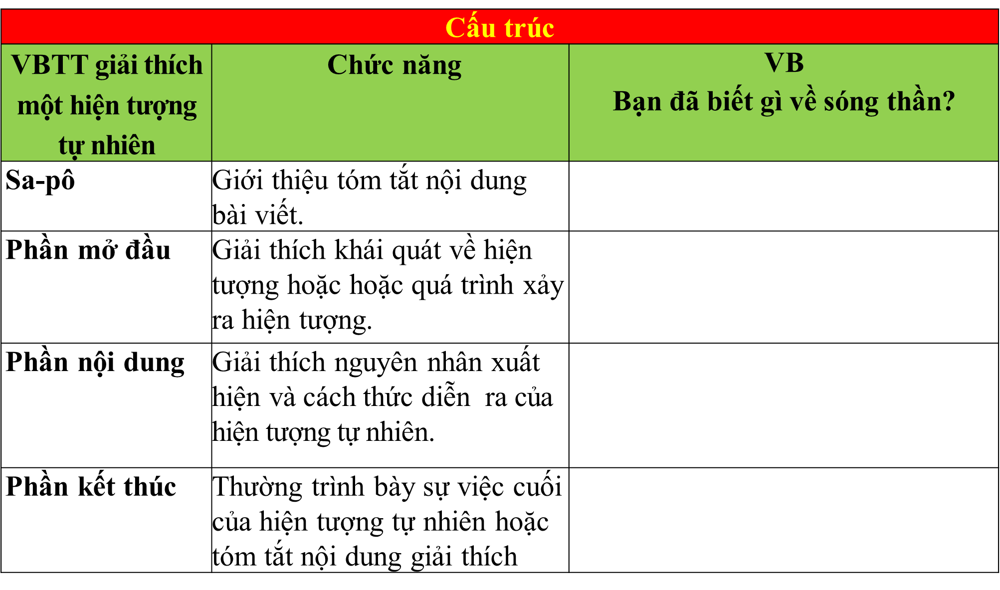 Cấu trúc
VBTT giải thích
một hiện tượng
tự nhiên
Chức năng
VB
Bạn đã biết gì về sóng thần?
Sa-pô
Giới thiệu tóm tắt nội dung
bài viết.
Phần mở đầu
Giải thích khái quát về hiện
tượng hoặc hoặc quá trình xảy
ra hiện tượng.
Phần nội dung
Giải thích nguyên nhân xuất
hiện và cách thức diễn  ra của
hiện tượng tự nhiên.
Phần kết thúc
Thường trình bày sự việc cuối
của hiện tượng tự nhiên hoặc
tóm tắt nội dung giải thích